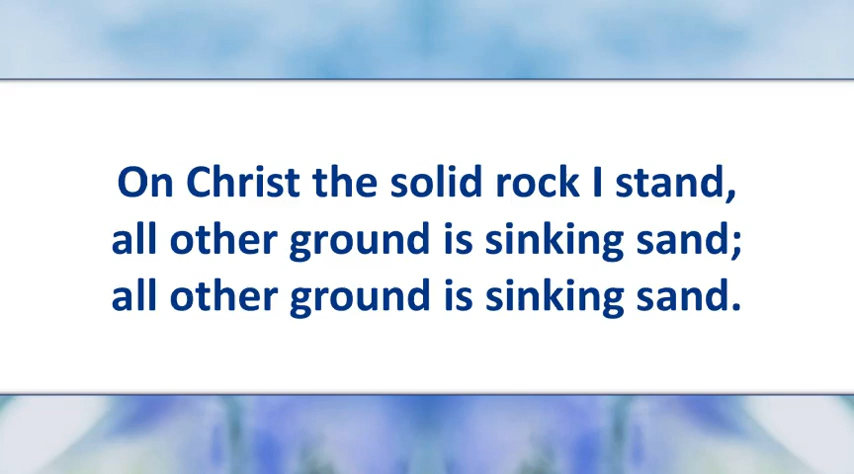 On Christ the solid rock I stand,
all other ground is sinking sand;
all other ground is sinking sand.